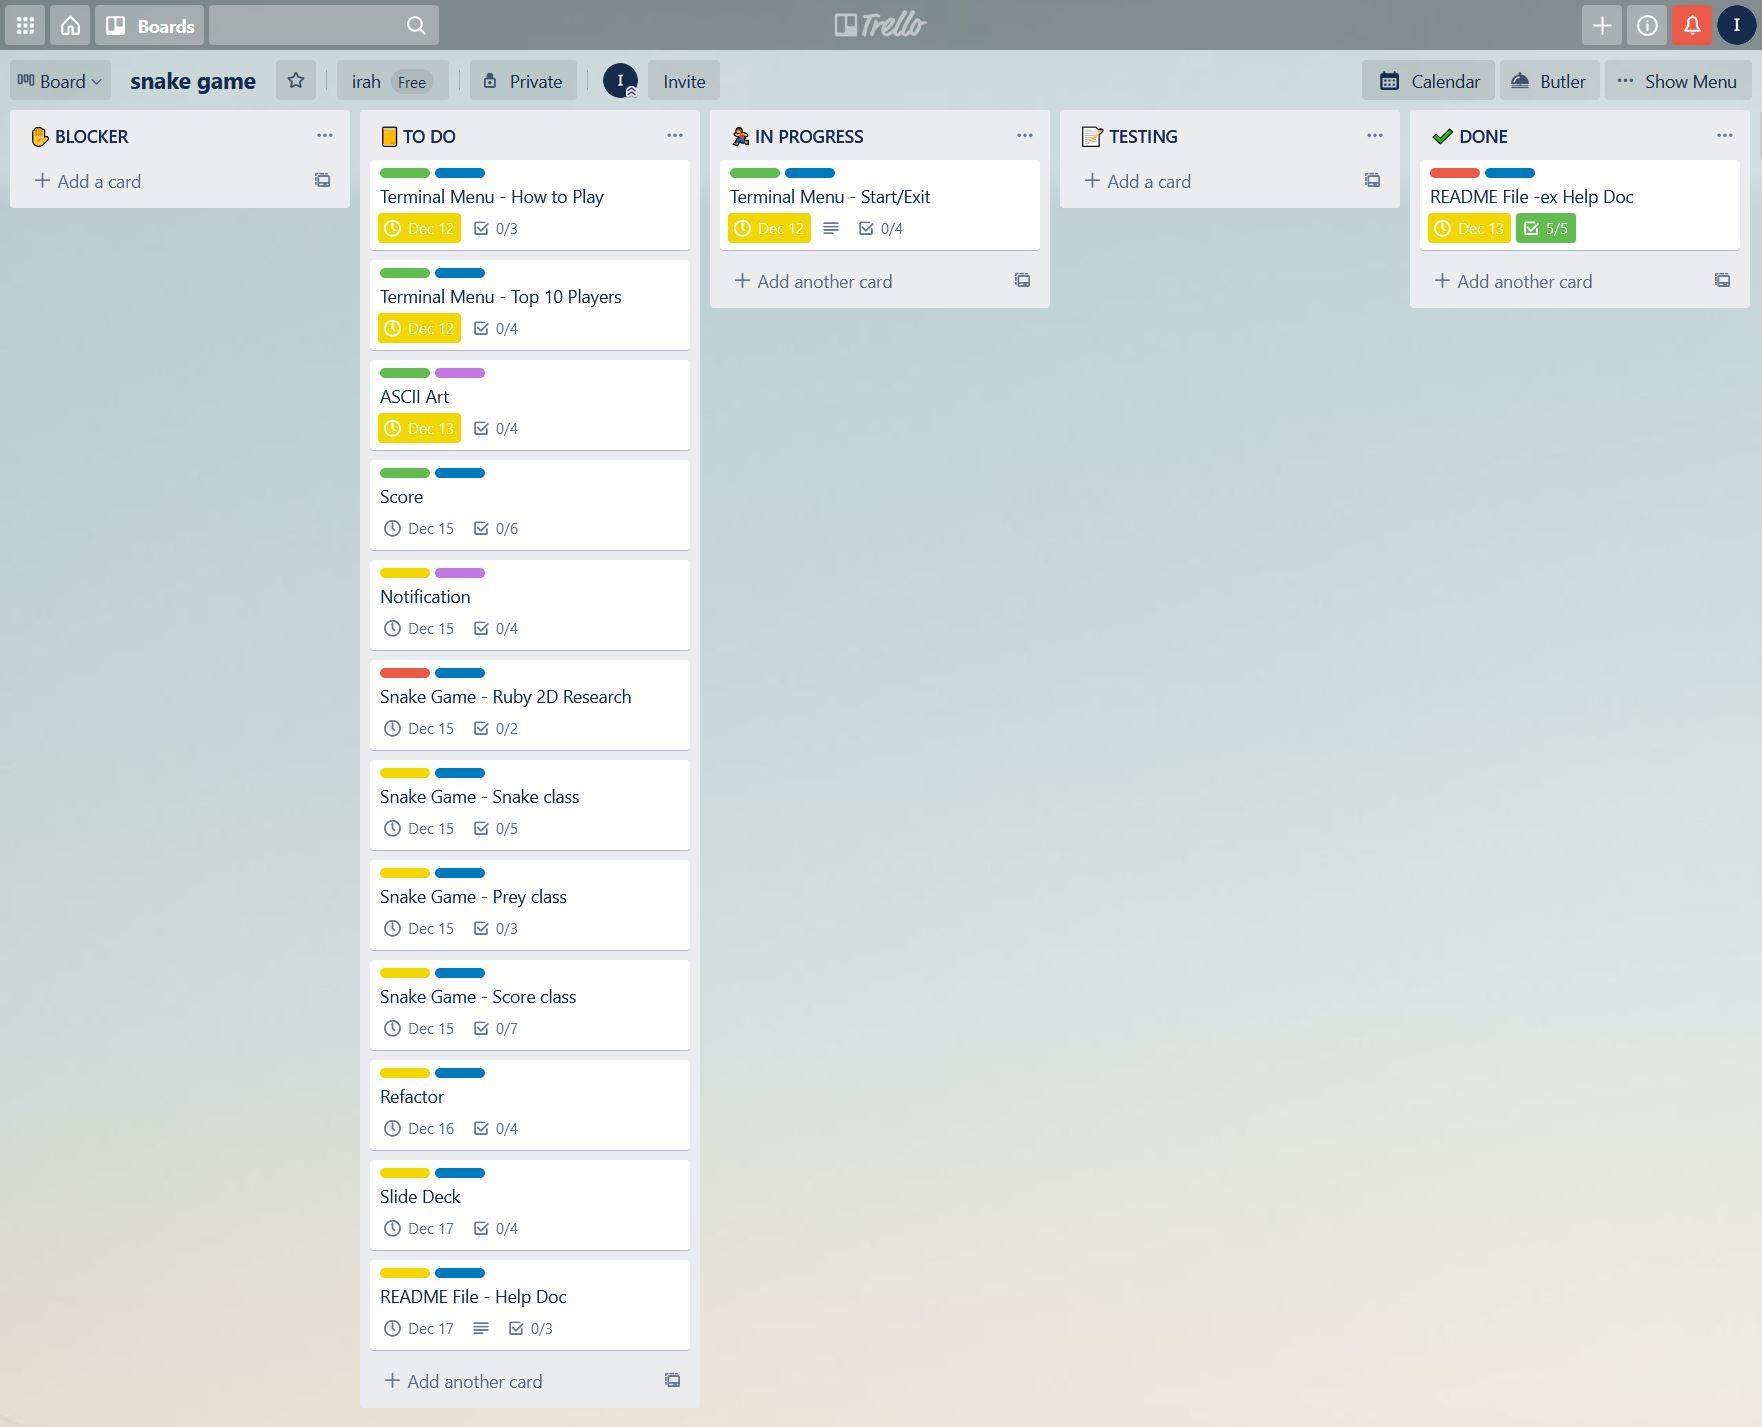 Boards
Trello
I
Board
snake game
irah Free
Private
I
Invite
Calendar
Butler
Show Menu
BLOCKER
Add a card
TO DO
Terminal Menu - How to Play
Dec 12 0/3
Terminal Menu - Top 10 Players
Dec 12 0/4
ASCII Art
Dec 13 0/4
Score
Dec 15 0/6
Notification
Dec 15 0/4
Snake Game - Ruby 2D Research
Dec 15 0/2
Snake Game - Snake class
Dec 15 0/5
Snake Game - Prey class
Dec 15 0/3
Snake Game - Score class
Dec 15 0/7
Refactor
Dec 16 0/4
Slide Deck
Dec 17 0/4
README File - Help Doc
Dec 17 0/3
Add another card
IN PROGRESS
Terminal Menu - Start/Exit
Dec 12 0/4
Add another card
TESTING
Add a card
DONE
README File -ex Help Doc
Dec 13 5/5
Add another card